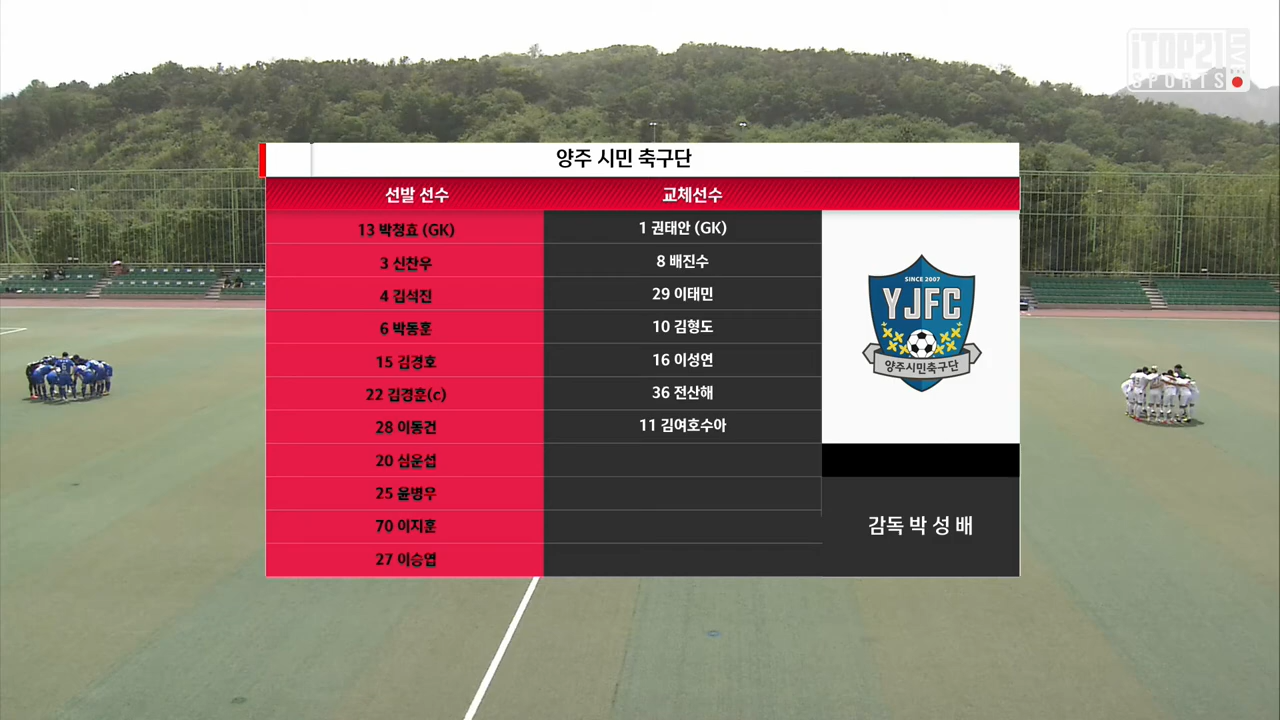 iTOP21
SPORTS
LIVE
양주 시민 축구단
선발 선수
교체선수
13 박청효 (GK)
1 권태안 (GK)
3 신찬우
8 배진수
4 김석진
29 이태민
6 박동훈
10 김형도
15 김경호
16 이성연
22 김경훈(c)
36 전산해
28 이동건
11 김여호수아
20 심운섭
25 윤병우
70 이지훈
27 이승엽
SINCE 2007
YJFC
양주시민축구단
감독 박 성 배